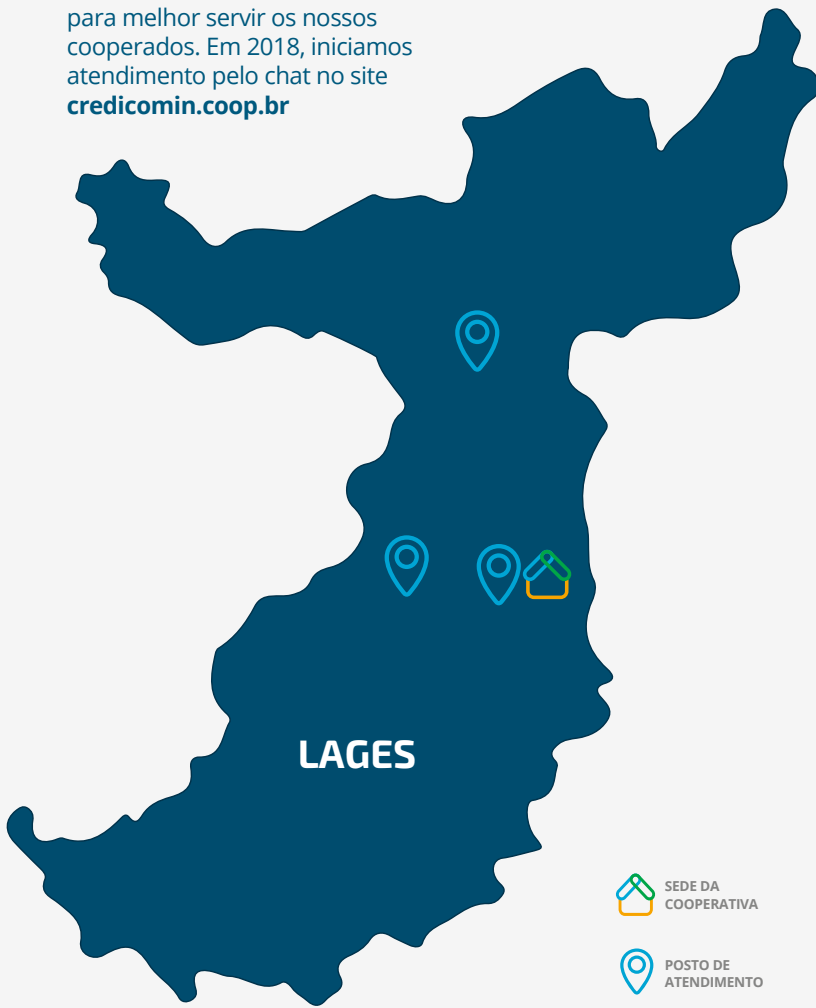 para melhor servir os nossos
cooperados. Em 2018, iniciamos
atendimento pelo chat no site
credicomin.coop.br
LAGES
SEDE DA
COOPERATIVA
POSTO DE
ATENDIMENTO